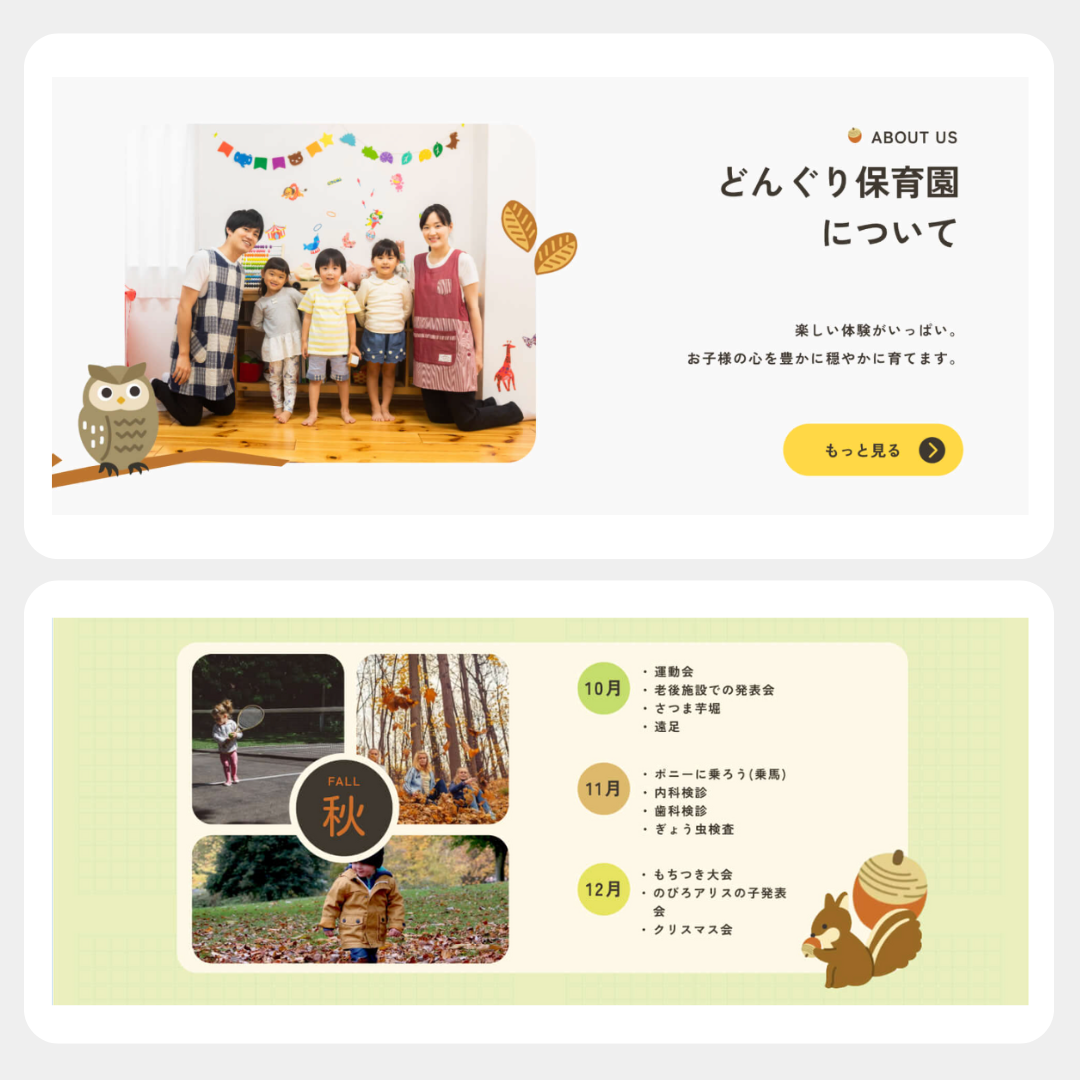 ABOUT US
どんぐり保育園
について
楽しい体験がいっぱい。
お子様の心を豊かに穏やかに育てます。
もっと見る
FALL
秋
10月
・運動会
・老後施設での発表会
・さつま芋堀
・遠足
11月
・ポニーに乗ろう(乗馬)
・内科検診
・歯科検診
・ぎょう虫検査
12月
・もちつき大会
・のびろアリスの子発表
会
・クリスマス会